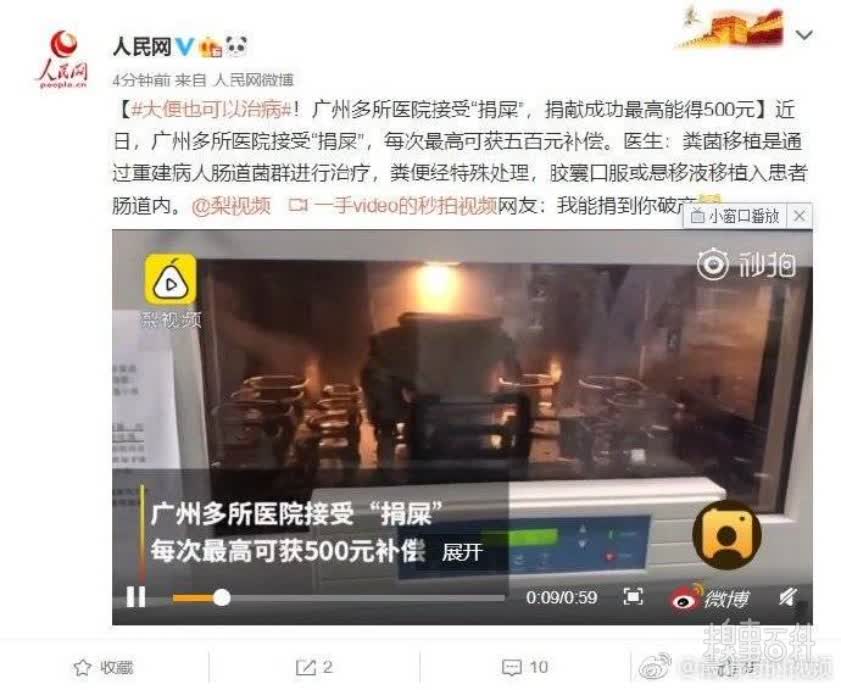 人民网
人民网
people.cn
4分钟前 来自 人民网微博
【#大便也可以治病#！广州多所医院接受“捐屎”，捐献成功最高能得500元】近
日，广州多所医院接受“捐屎”，每次最高可获五百元补偿。医生：粪菌移植是通
过重建病人肠道菌群进行治疗，粪便经特殊处理，胶囊口服或悬移液移植入患者
肠道内。@梨视频 一手video的秒拍视频网友：我能捐到你破产
小窗口播放
秒拍
梨视频
广州多所医院接受“捐屎”
每次最高可获500元补偿 展开
0:09/0:59
微博
收藏
2
10